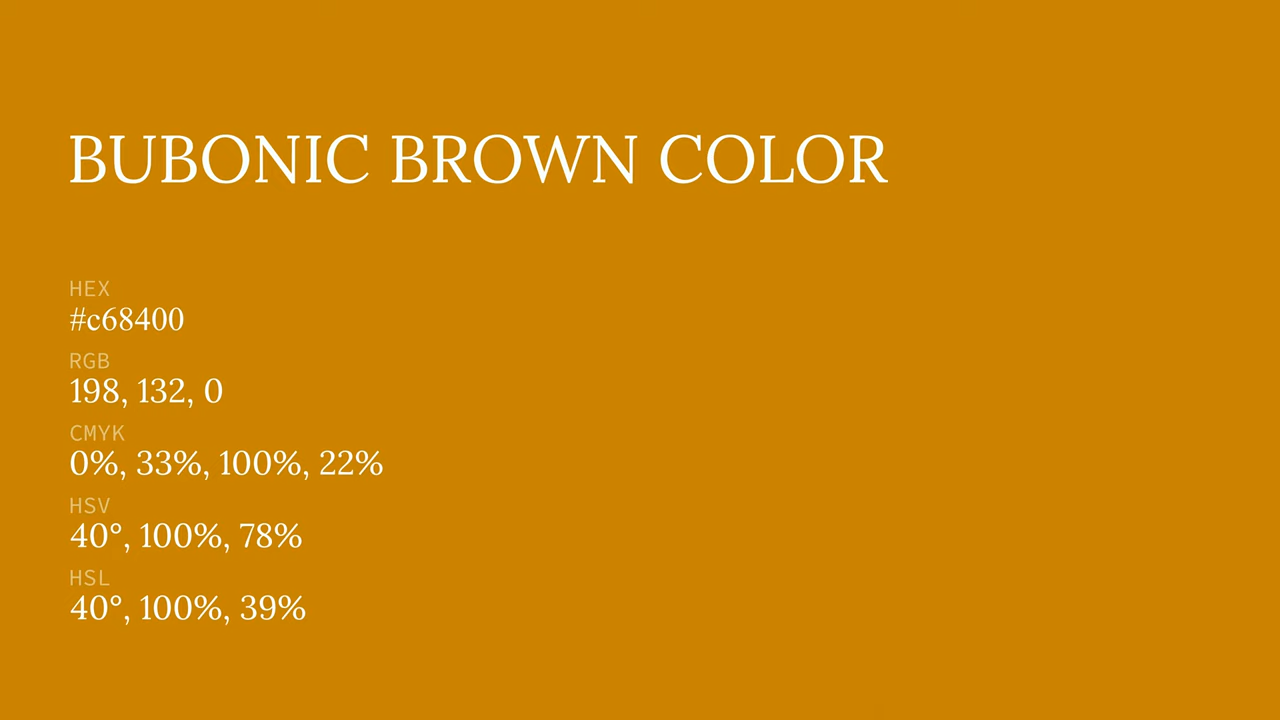 BUBONIC BROWN COLOR
HEX
#c68400
RGB
198, 132, 0
CMYK
0%, 33%, 100%, 22%
HSV
40°, 100%, 78%
HSL
40°, 100%, 39%